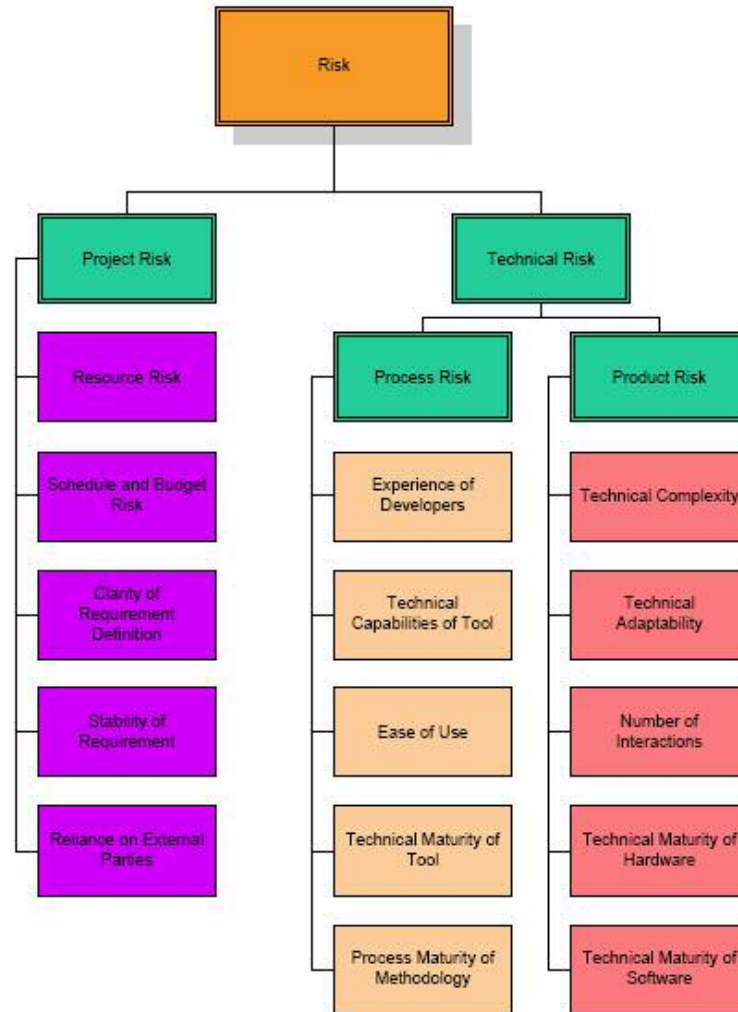 Risk
Project Risk
Technical Risk
Resource Risk
Process Risk
Product Risk
Schedule and Budget
Risk
Experience of
Developers
Technical Complexity
Clarity of
Requirement
Definition
Technical
Capabilities of Tool
Technical
Adaptability
Stability of
Requirement
Ease of Use
Number of
Interactions
Reliance on External
Parties
Technical Maturity of
Tool
Technical Maturity of
Hardware
Process Maturity of
Methodology
Technical Maturity of
Software